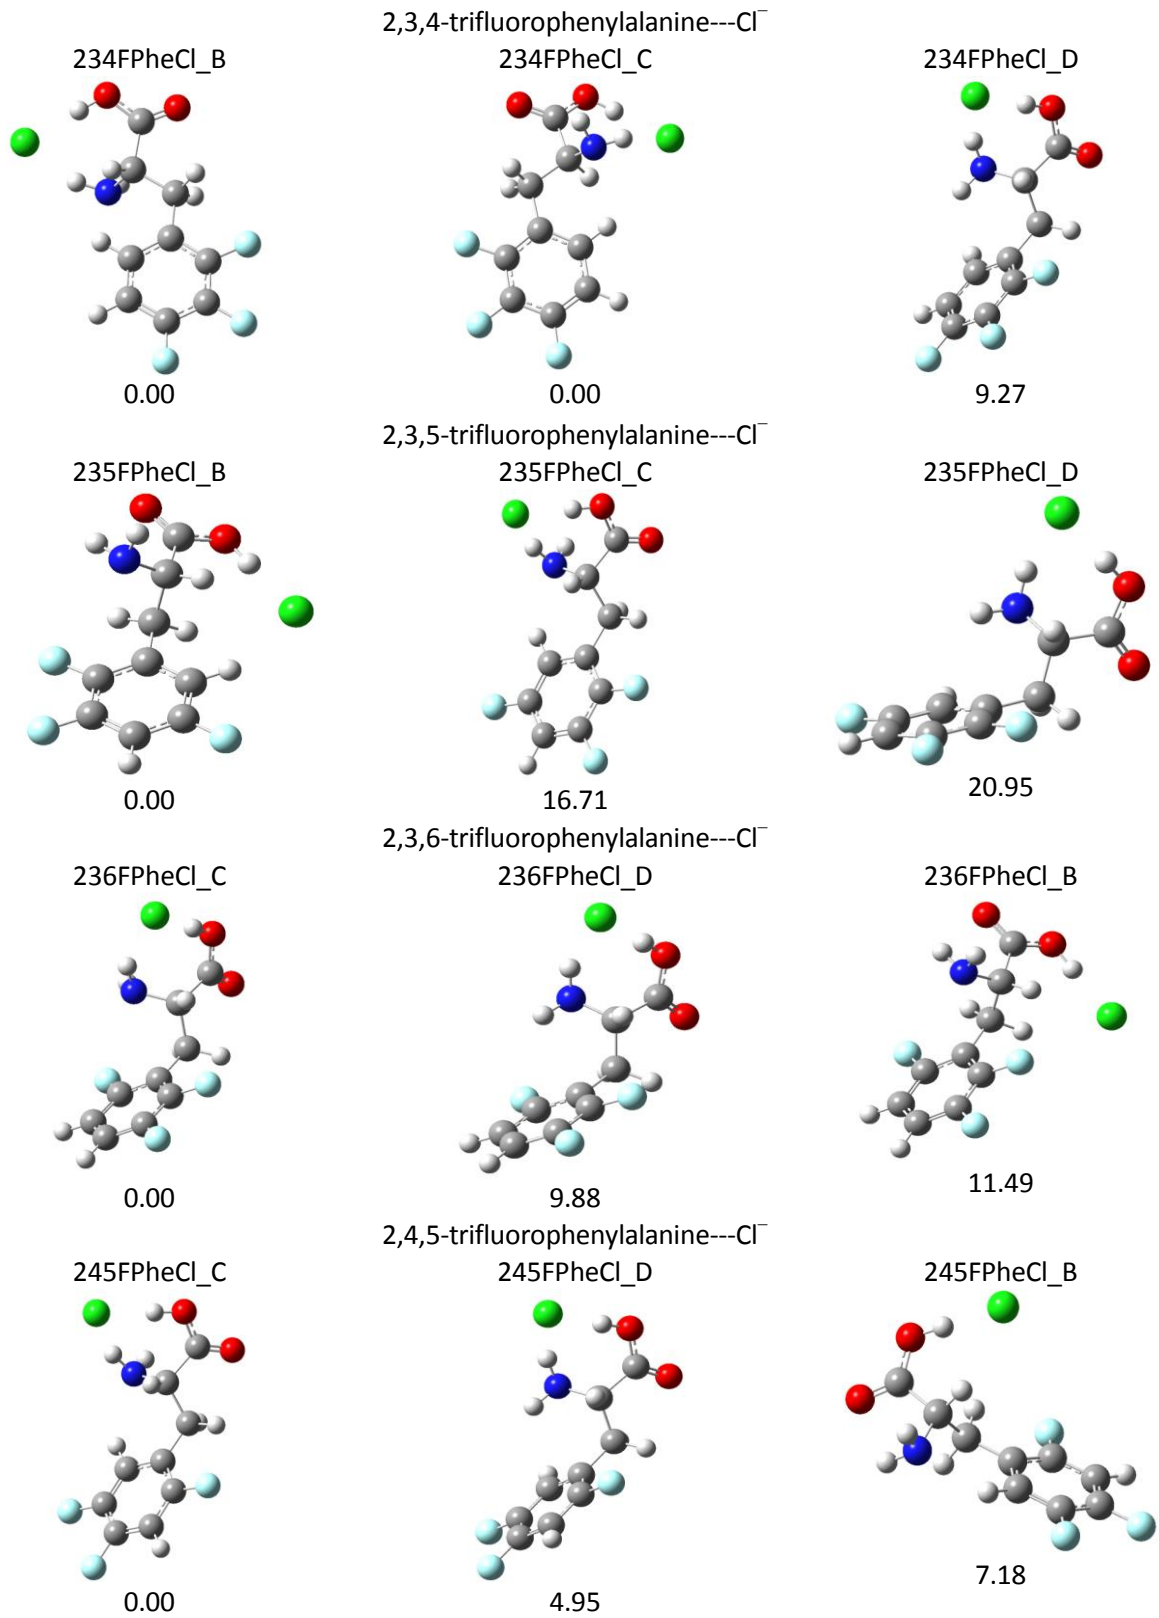 2,3,4-trifluorophenylalanine---Cl⁻
234FPheCl_B 234FPheCl_C 234FPheCl_D
0.00 0.00 9.27
2,3,5-trifluorophenylalanine---Cl⁻
235FPheCl_B 235FPheCl_C 235FPheCl_D
0.00 16.71 20.95
2,3,6-trifluorophenylalanine---Cl⁻
236FPheCl_C 236FPheCl_D 236FPheCl_B
0.00 9.88 11.49
2,4,5-trifluorophenylalanine---Cl⁻
245FPheCl_C 245FPheCl_D 245FPheCl_B
0.00 4.95 7.18